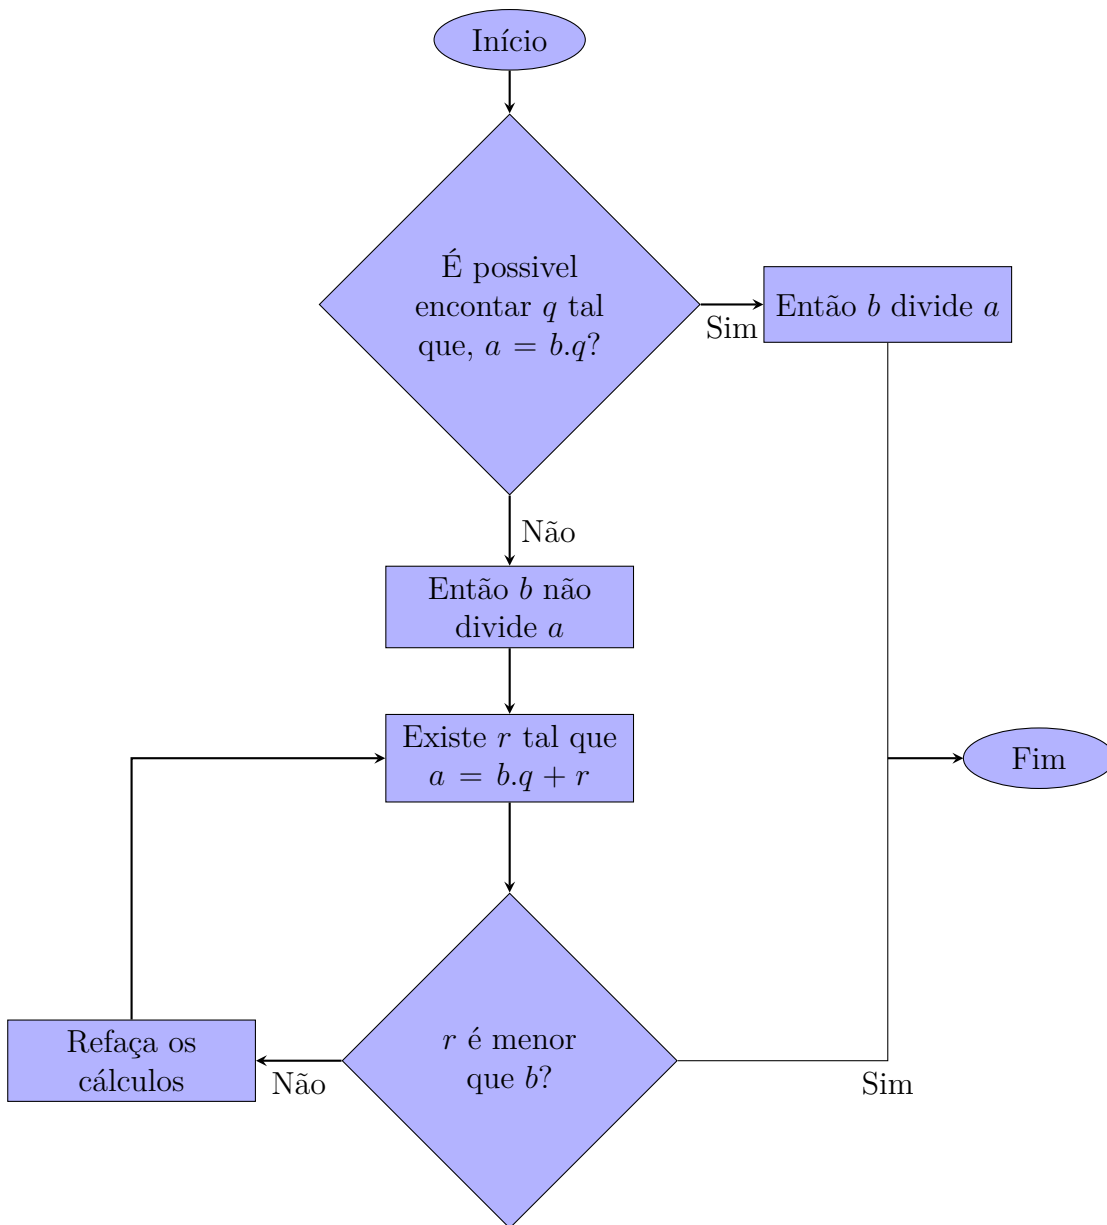 Início
É possivel
encontar q tal
que, a = b.q?
Sim
Então b divide a
Não
Então b não
divide a
Existe r tal que
a = b.q + r
Fim
r é menor
que b?
Refaça os
cálculos
Não
Sim